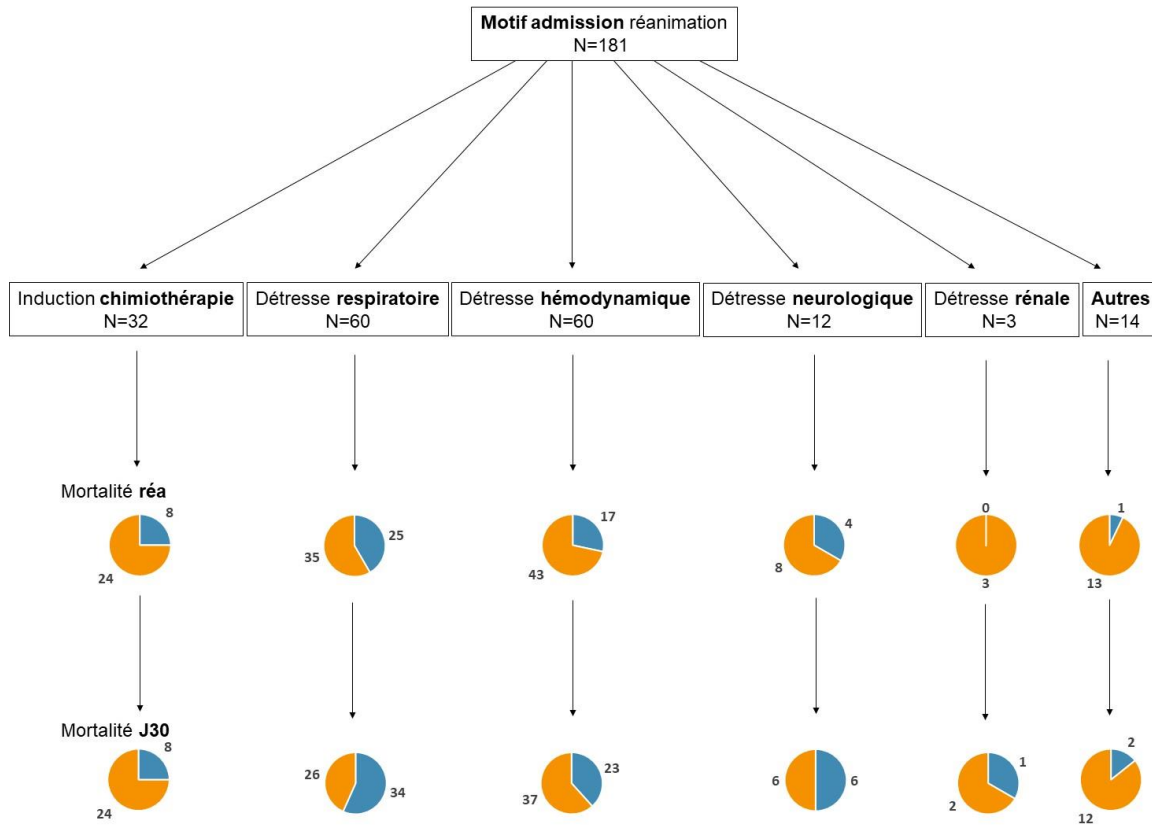 Motif admission réanimation
N=181
Induction chimiothérapie
N=32
Détresse respiratoire
N=60
Détresse hémodynamique
N=60
Détresse neurologique
N=12
Détresse rénale
N=3
Autres
N=14
Mortalité réa
8
24
25
35
17
43
4
8
0
3
1
13
Mortalité J30
8
24
26
34
23
37
6
6
1
2
2
12